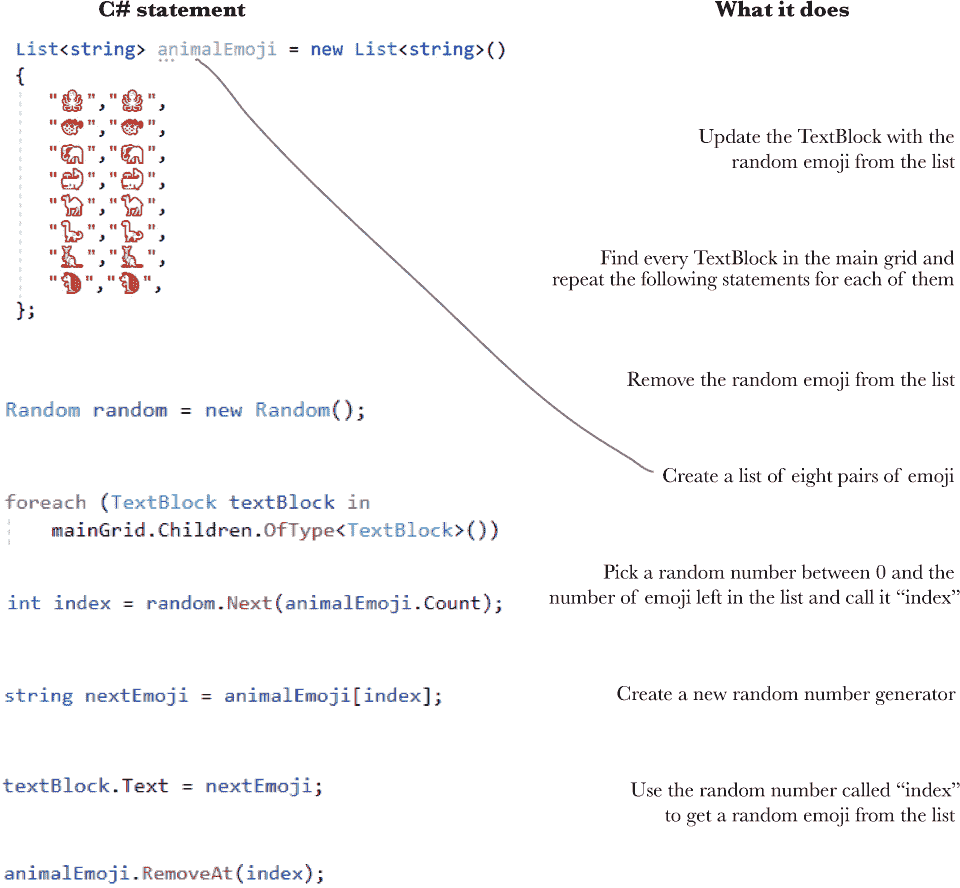 C# statement
What it does
List<string> animalEmoji = new List<string>()
{
"🐙","🐙",
"🐡","🐡",
"🐘","🐘",
"🐳","🐳",
"🐪","🐪",
"🦕","🦕",
"🦘","🦘",
"🦔","🦔",
};
Random random = new Random();
foreach (TextBlock textBlock in
mainGrid.Children.OfType<TextBlock>())
int index = random.Next(animalEmoji.Count);
string nextEmoji = animalEmoji[index];
textBlock.Text = nextEmoji;
animalEmoji.RemoveAt(index);
Update the TextBlock with the
random emoji from the list
Find every TextBlock in the main grid and
repeat the following statements for each of them
Remove the random emoji from the list
Create a list of eight pairs of emoji
Pick a random number between 0 and the
number of emoji left in the list and call it “index”
Create a new random number generator
Use the random number called “index”
to get a random emoji from the list